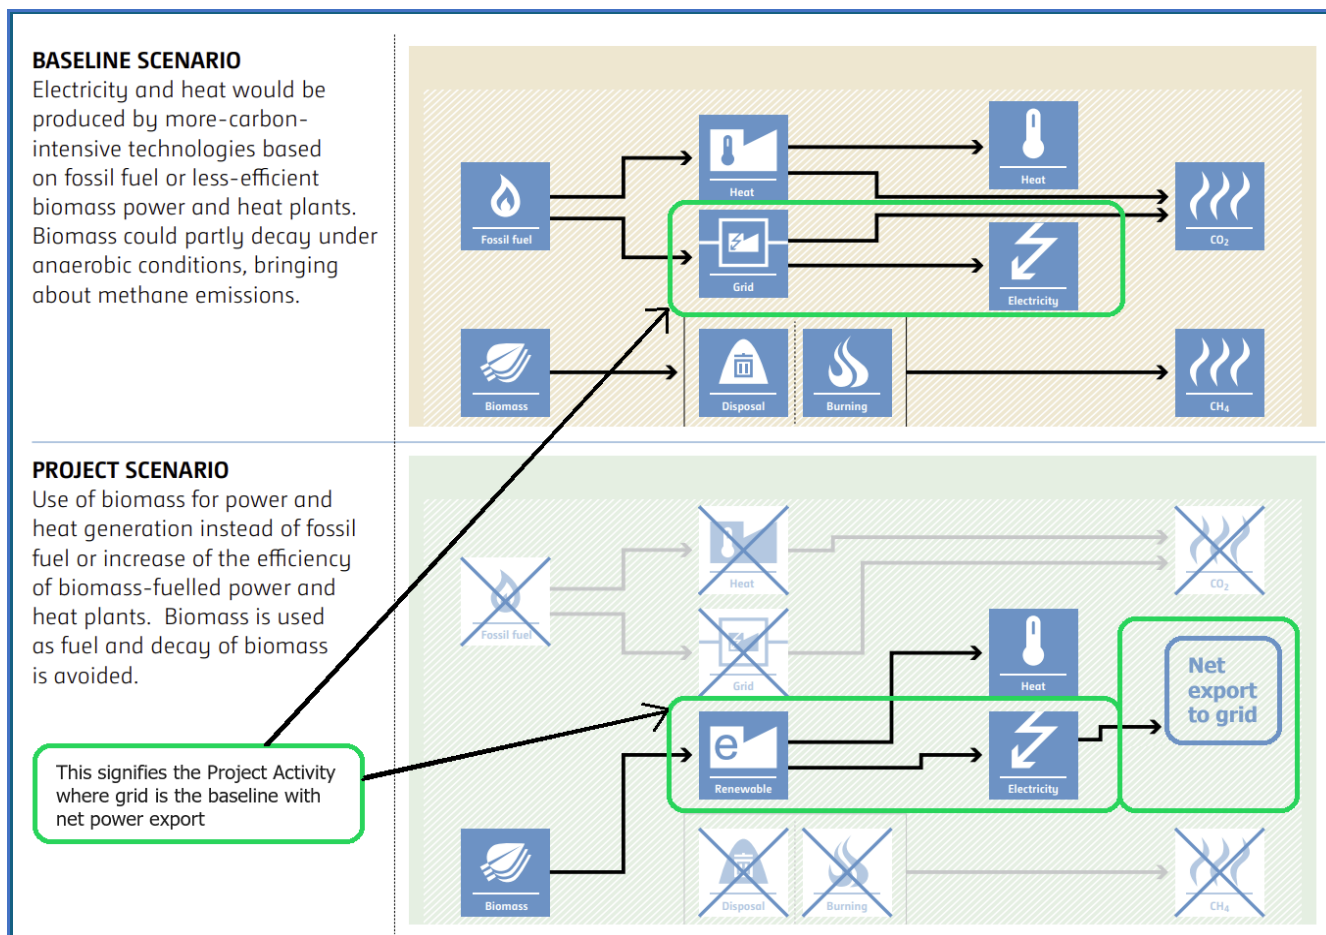 BASELINE SCENARIO
Electricity and heat would be
produced by more-carbon-
intensive technologies based
on fossil fuel or less-efficient
biomass power and heat plants.
Biomass could partly decay under
anaerobic conditions, bringing
about methane emissions.
Fossil fuel
Heat
Heat
Grid
Electricity
CO₂
Biomass
Disposal
Burning
CH₄
PROJECT SCENARIO
Use of biomass for power and
heat generation instead of fossil
fuel or increase of the efficiency
of biomass-fuelled power and
heat plants. Biomass is used
as fuel and decay of biomass
is avoided.
This signifies the Project Activity
where grid is the baseline with
net power export
Fossil fuel
Heat
CO₂
Grid
Heat
Net
export
to grid
e
Renewable
Electricity
Biomass
Disposal
Burning
CH₄